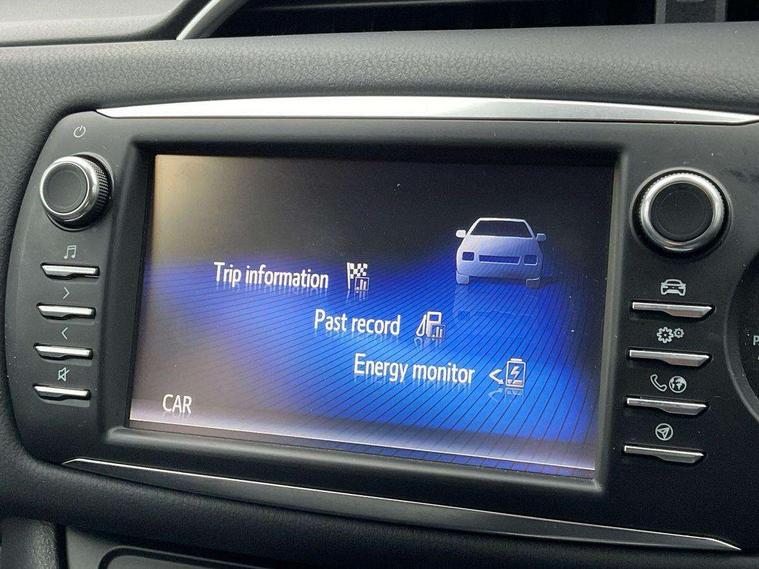 Trip information
Past record
Energy monitor
CAR
P